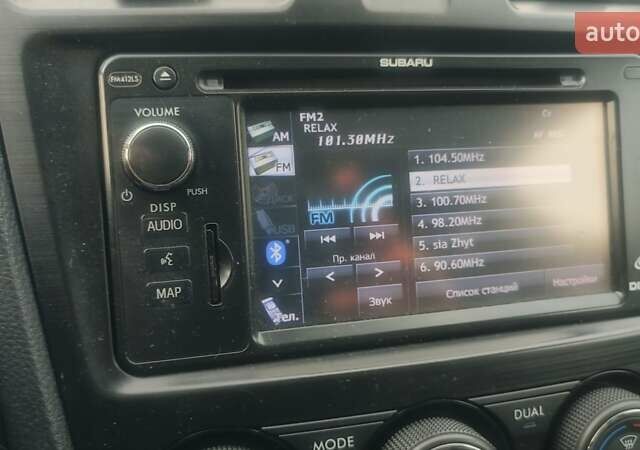 auto
SUBARU
FM412LS
VOLUME
PUSH
DISP
AUDIO
MAP
FM2
RELAX
101.30MHz
AM
FM
USB
Тел.
FM
Пр. канал
<
>
Звук
1. 104.50MHz
2. RELAX
3. 100.70MHz
4. 98.20MHz
5. sia Zhyt
6. 90.60MHz
Список станций
Настройки
MODE
DUAL